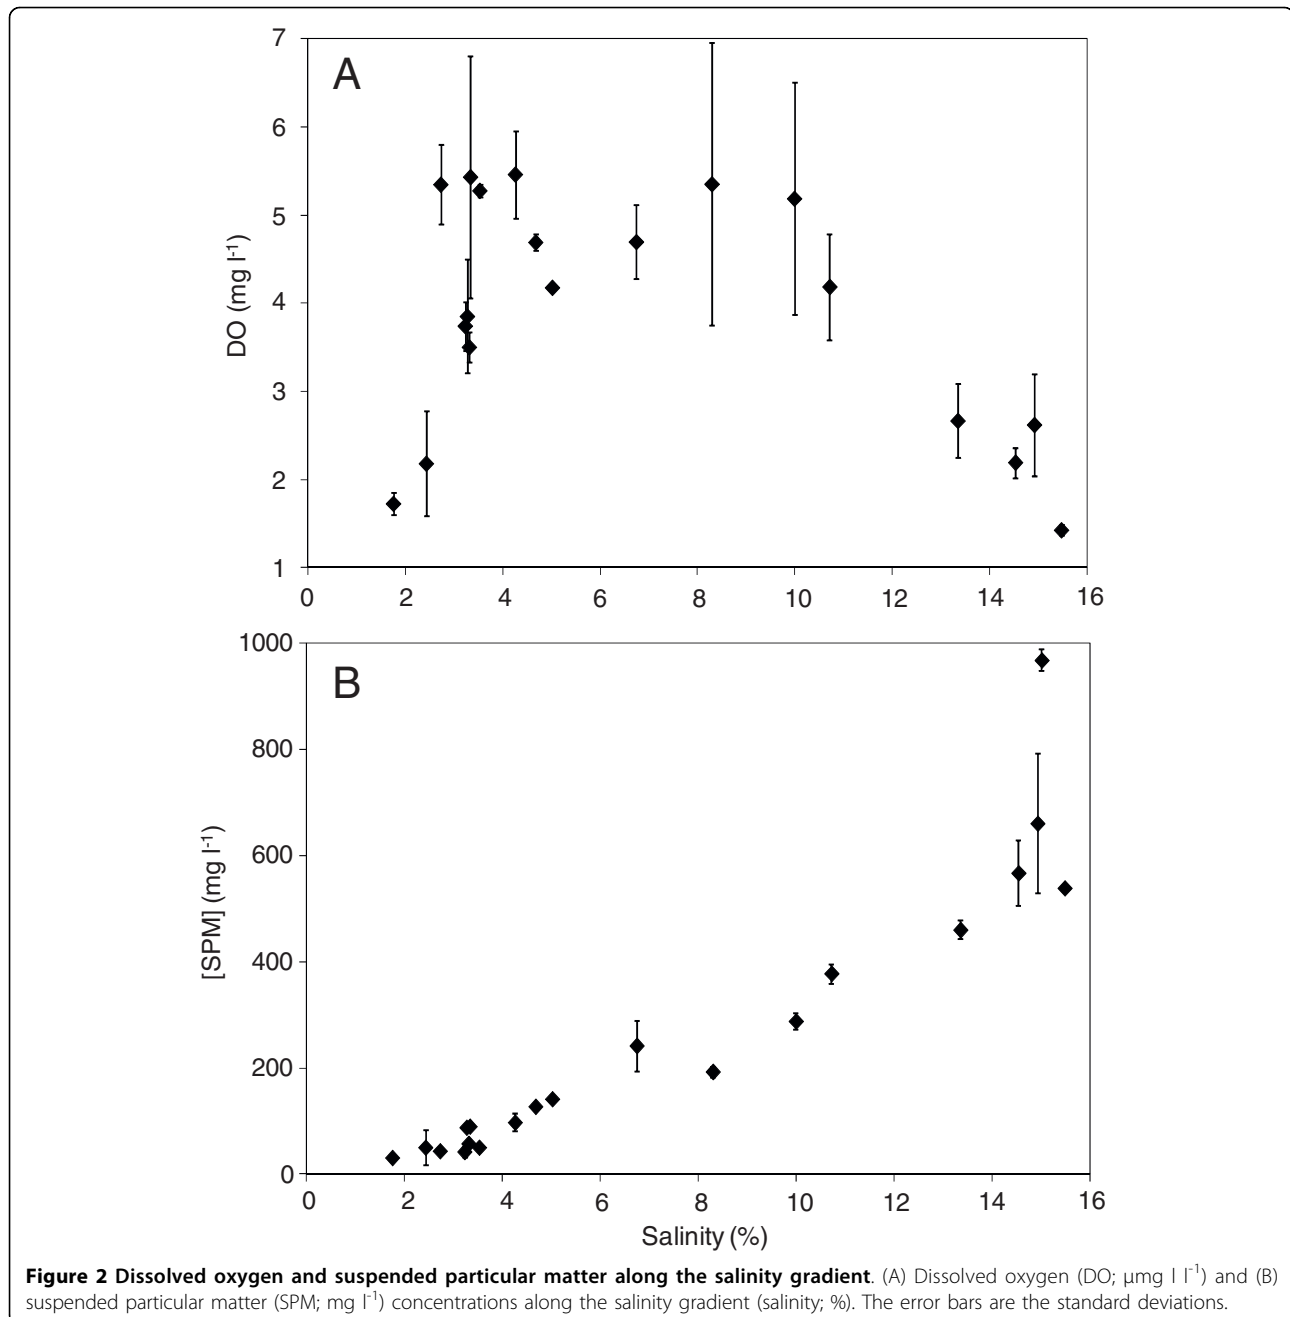 A
7
6
5
4
3
2
1
DO (mg l-1)
0 2 4 6 8 10 12 14 16
B
1000
800
600
400
200
0
[SPM] (mg l-1)
0 2 4 6 8 10 12 14 16
Salinity (%)
Figure 2 Dissolved oxygen and suspended particular matter along the salinity gradient. (A) Dissolved oxygen (DO; μmg l l-1) and (B)
suspended particular matter (SPM; mg l-1) concentrations along the salinity gradient (salinity; %). The error bars are the standard deviations.